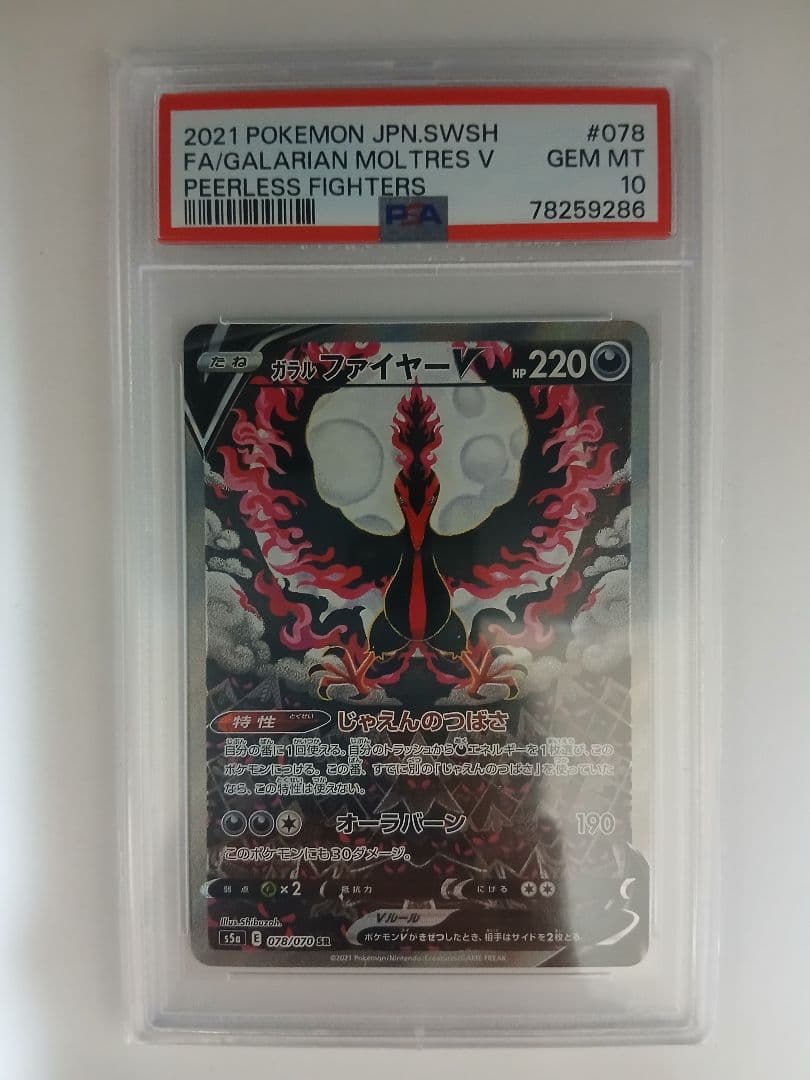 2021 POKEMON JPN.SWSH #078
FA/GALARIAN MOLTRES V GEM MT
PEERLESS FIGHTERS 10
PSA 78259286
たね ガラル ファイヤーV HP220
特性 とくせい じゃえんのつばさ
自分の番に1回使える。自分のトラッシュからエネルギーを1枚選び、この
ポケモンにつける。この番、すでに別の「じゃえんのつばさ」を使っていた
なら、この特性は使えない。
オーラバーン 190
このポケモンにも30ダメージ。
弱点 ×2 抵抗力 にげる
Vルール
ポケモンVがきぜつしたとき、相手はサイドを2枚とる。
illus. Shibuzoh.
s5a E 078/070 SR
©2021 Pokémon/Nintendo/Creatures/GAME FREAK